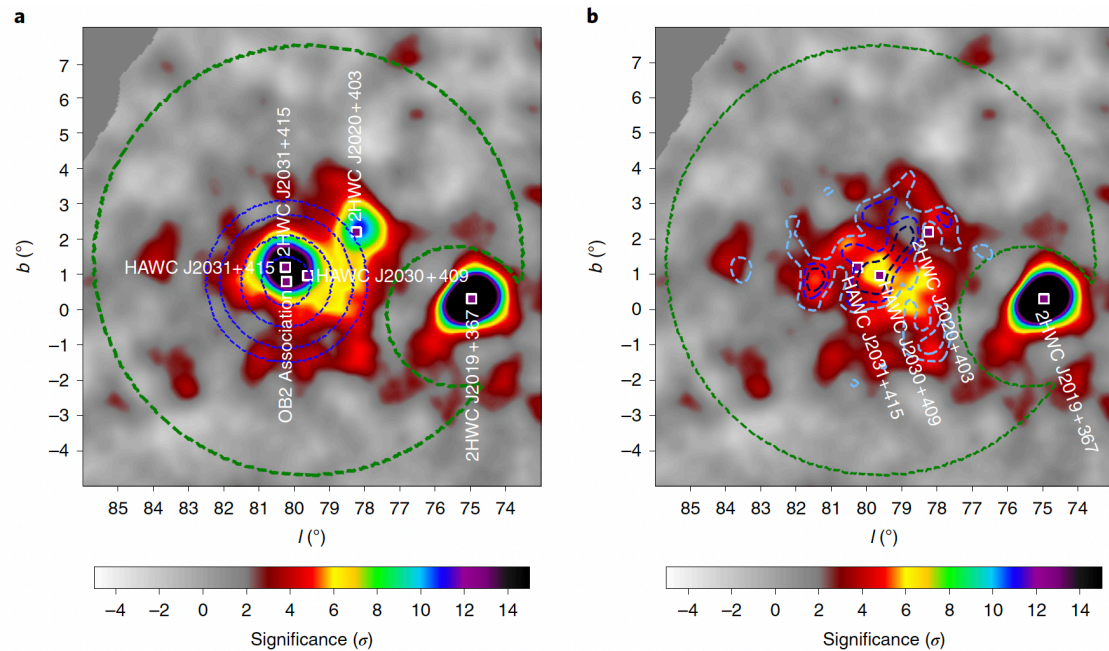 a
7
6
5
4
3
2
1
0
−1
−2
−3
−4
b (°)
2HWC J2031+415
2HWC J2020+403
HAWC J2031+415
HAWC J2030+409
OB2 Association
2HWC J2019+367
85 84 83 82 81 80 79 78 77 76 75 74
l (°)
−4 −2 0 2 4 6 8 10 12 14
Significance (σ)
b
7
6
5
4
3
2
1
0
−1
−2
−3
−4
b (°)
2HWC J2020+403
HAWC J2031+415
HAWC J2030+409
2HWC J2019+367
85 84 83 82 81 80 79 78 77 76 75 74
l (°)
−4 −2 0 2 4 6 8 10 12 14
Significance (σ)